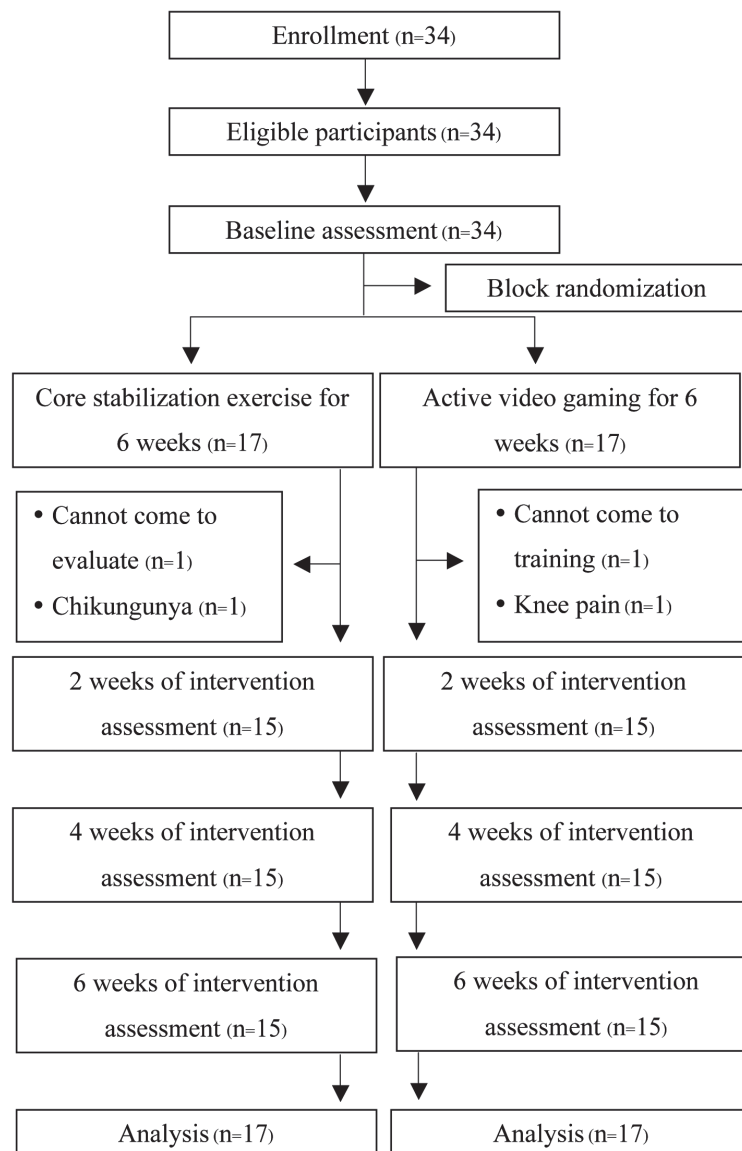 Enrollment (n=34)
Eligible participants (n=34)
Baseline assessment (n=34)
Block randomization
Core stabilization exercise for
6 weeks (n=17)
Active video gaming for 6
weeks (n=17)
• Cannot come to
evaluate (n=1)
• Chikungunya (n=1)
• Cannot come to
training (n=1)
• Knee pain (n=1)
2 weeks of intervention
assessment (n=15)
2 weeks of intervention
assessment (n=15)
4 weeks of intervention
assessment (n=15)
4 weeks of intervention
assessment (n=15)
6 weeks of intervention
assessment (n=15)
6 weeks of intervention
assessment (n=15)
Analysis (n=17)
Analysis (n=17)